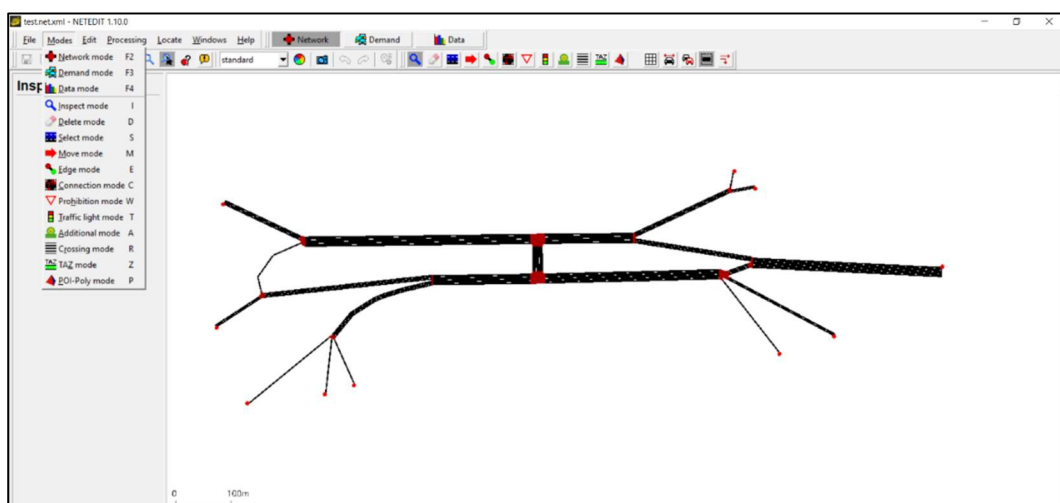 test.net.xml - NETEDIT 1.10.0
File Modes Edit Processing Locate Windows Help Network Demand Data
standard
Network mode F2
Demand mode F3
Data mode F4
Inspect mode I
Delete mode D
Select mode S
Move mode M
Edge mode E
Connection mode C
Prohibition mode W
Traffic light mode T
Additional mode A
Crossing mode R
TAZ mode Z
POI-Poly mode P
Insp
0 100m